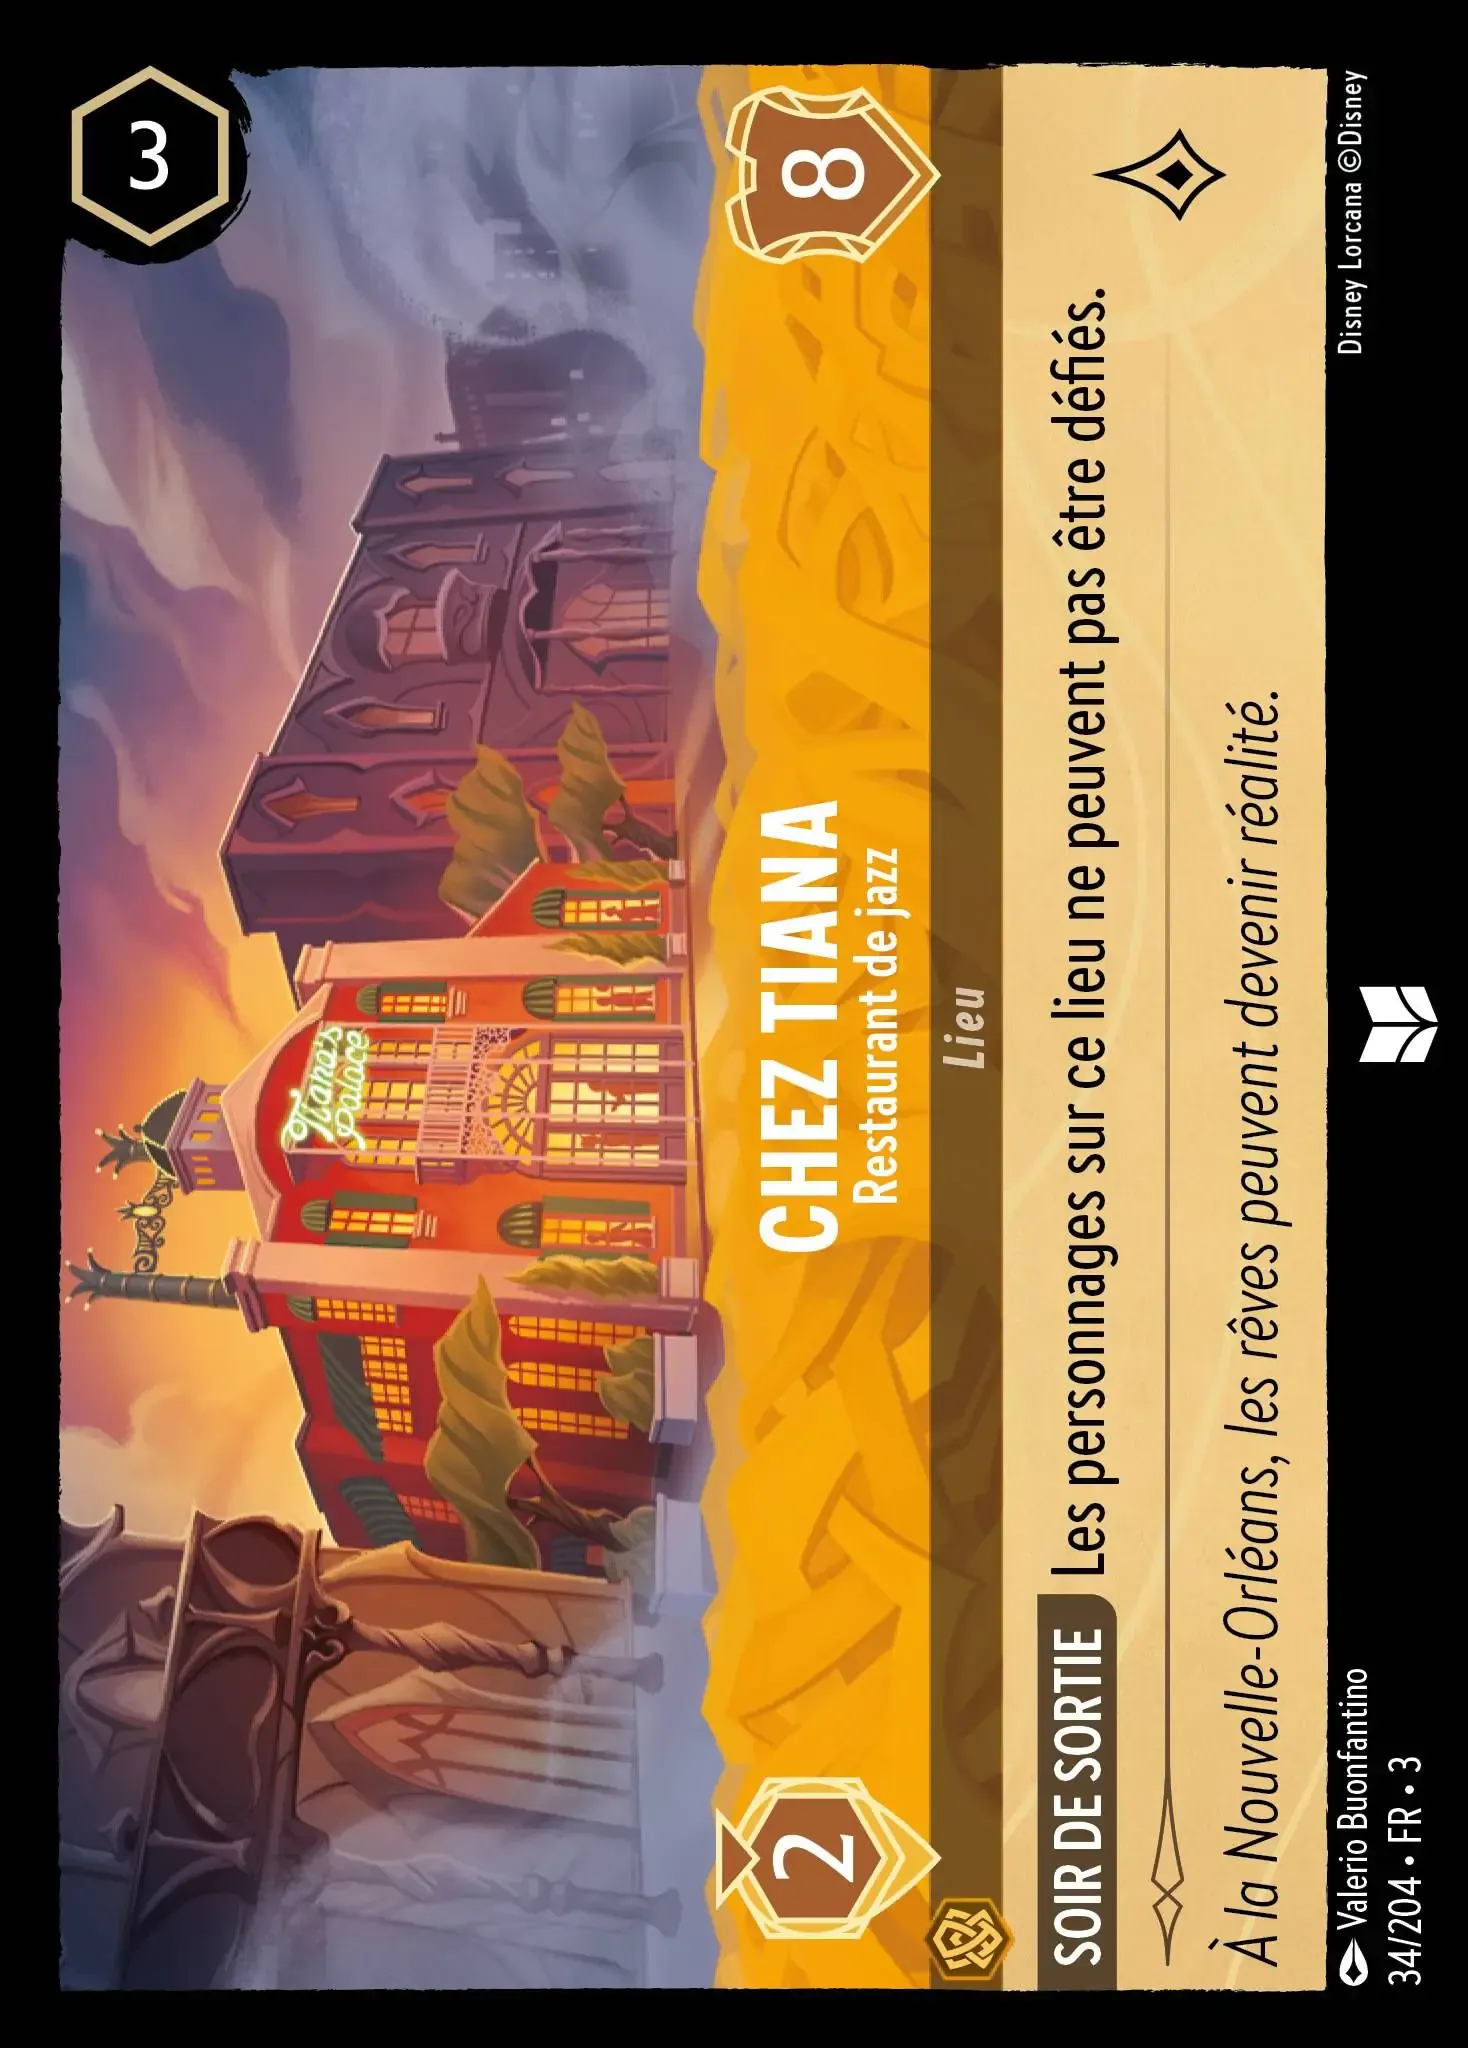 3
Tiana's
Palace
2
CHEZ TIANA
8
Restaurant de jazz
Lieu
SOIR DE SORTIE Les personnages sur ce lieu ne peuvent pas être défiés.
À la Nouvelle-Orléans, les rêves peuvent devenir réalité.
Valerio Buonfantino
Disney Lorcana ©Disney
34/204 • FR • 3